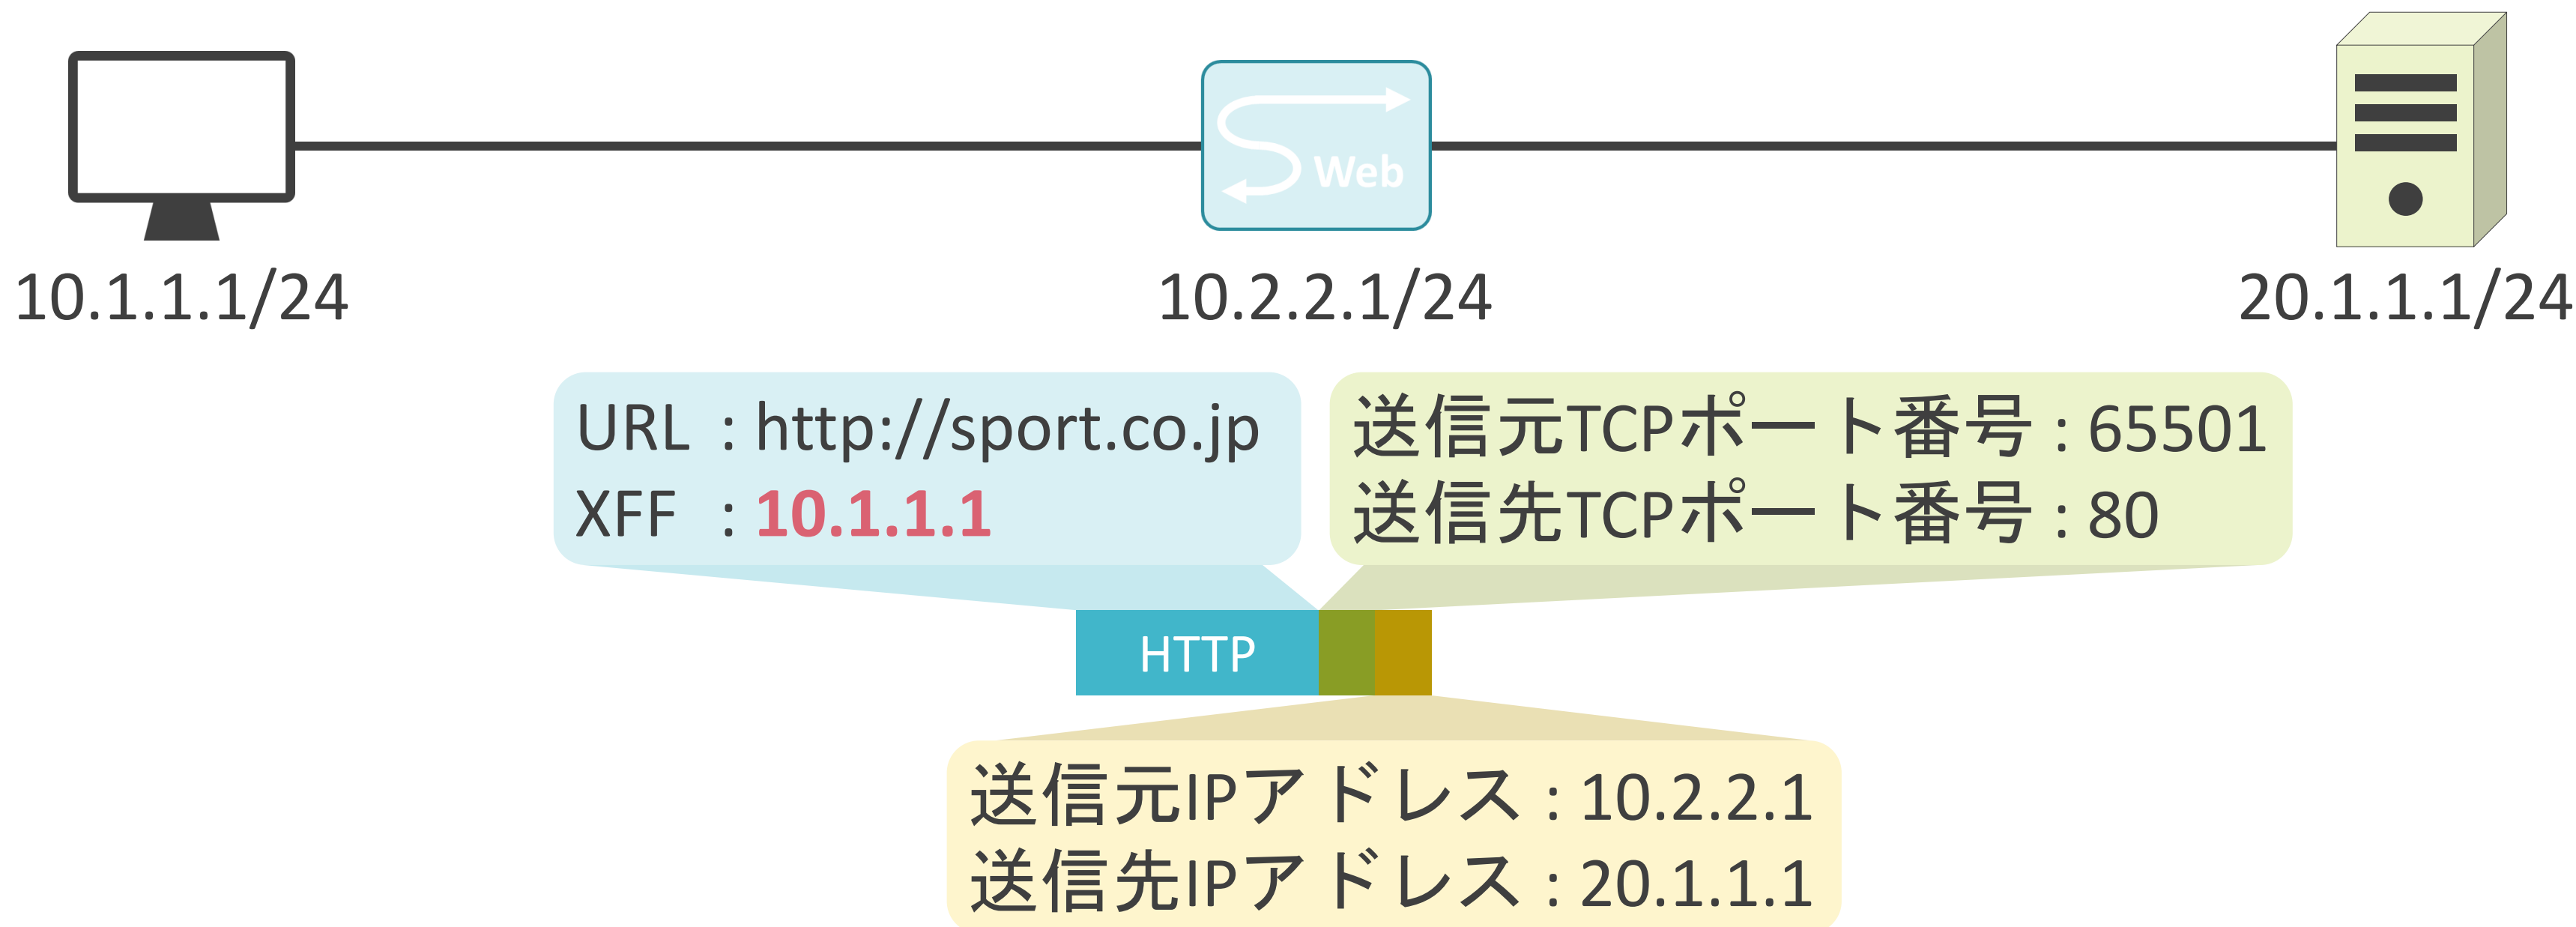 Web
10.1.1.1/24
10.2.2.1/24
20.1.1.1/24
URL : http://sport.co.jp
XFF : 10.1.1.1
送信元TCPポート番号 : 65501
送信先TCPポート番号 : 80
HTTP
送信元IPアドレス : 10.2.2.1
送信先IPアドレス : 20.1.1.1